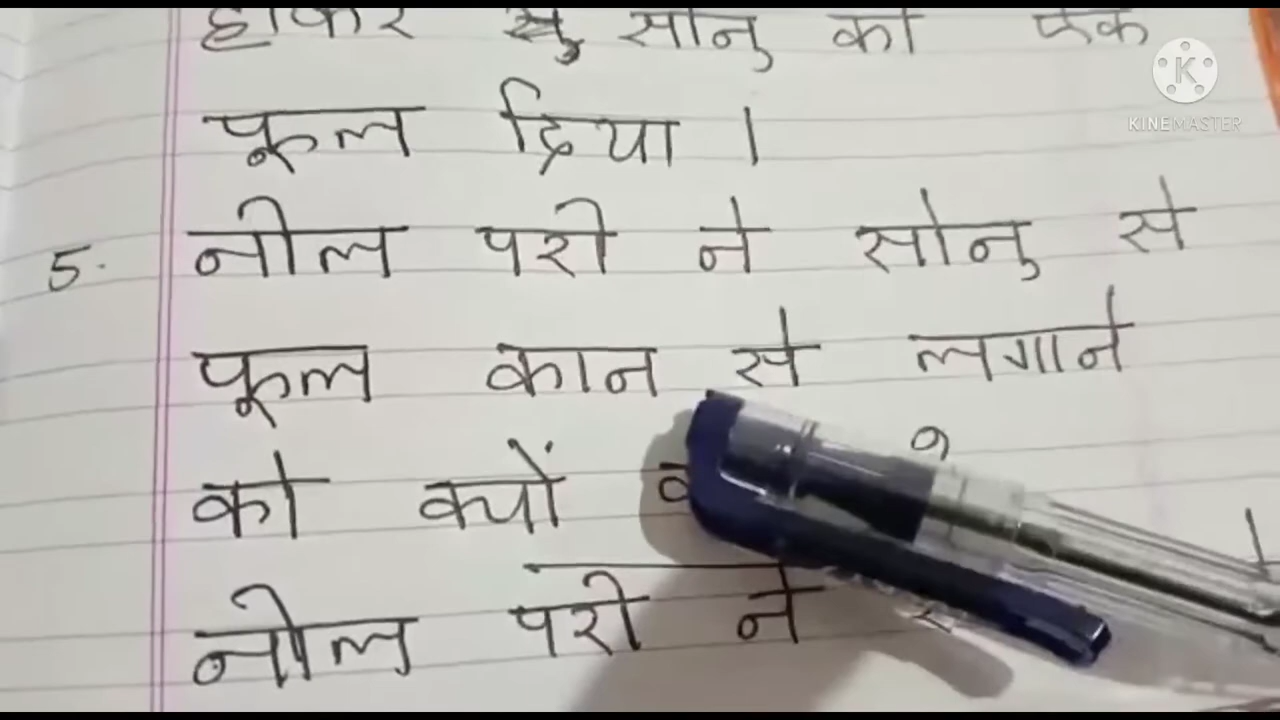 होकर सोनु को एक
फूल दिया ।
5. नील परी ने सोनु से
फूल कान से लगाने
को क्यों ?
नील परी ने
KINEMASTER